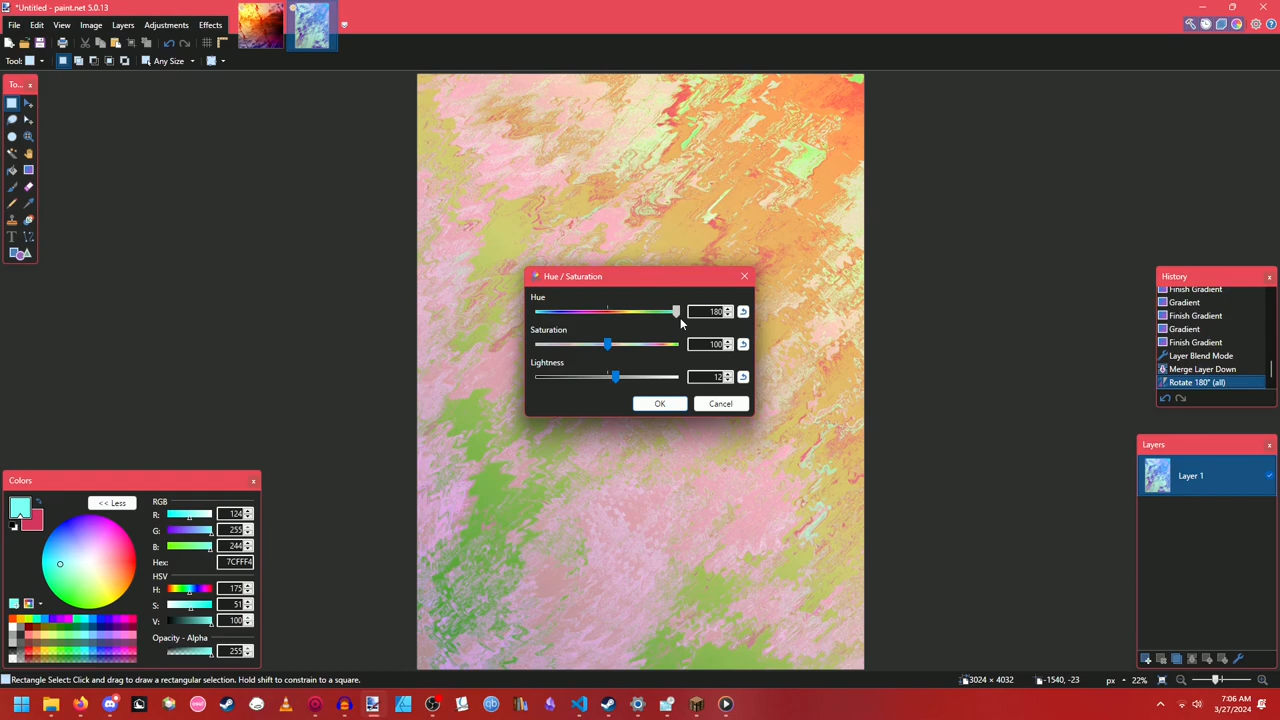 *Untitled - paint.net 5.0.13
File Edit View Image Layers Adjustments Effects
Tool: Any Size
To... x
Hue / Saturation
Hue
180
Saturation
100
Lightness
12
OK Cancel
History x
Finish Gradient
Gradient
Finish Gradient
Gradient
Finish Gradient
Layer Blend Mode
Merge Layer Down
Rotate 180° (all)
Layers x
Layer 1
Colors x
<< Less
RGB
R: 124
G: 255
B: 244
Hex: 7CFFF4
HSV
H: 175
S: 51
V: 100
Opacity - Alpha
255
Rectangle Select: Click and drag to draw a rectangular selection. Hold shift to constrain to a square.
3024 × 4032 -1540, -23 px 22%
7:06 AM
3/27/2024